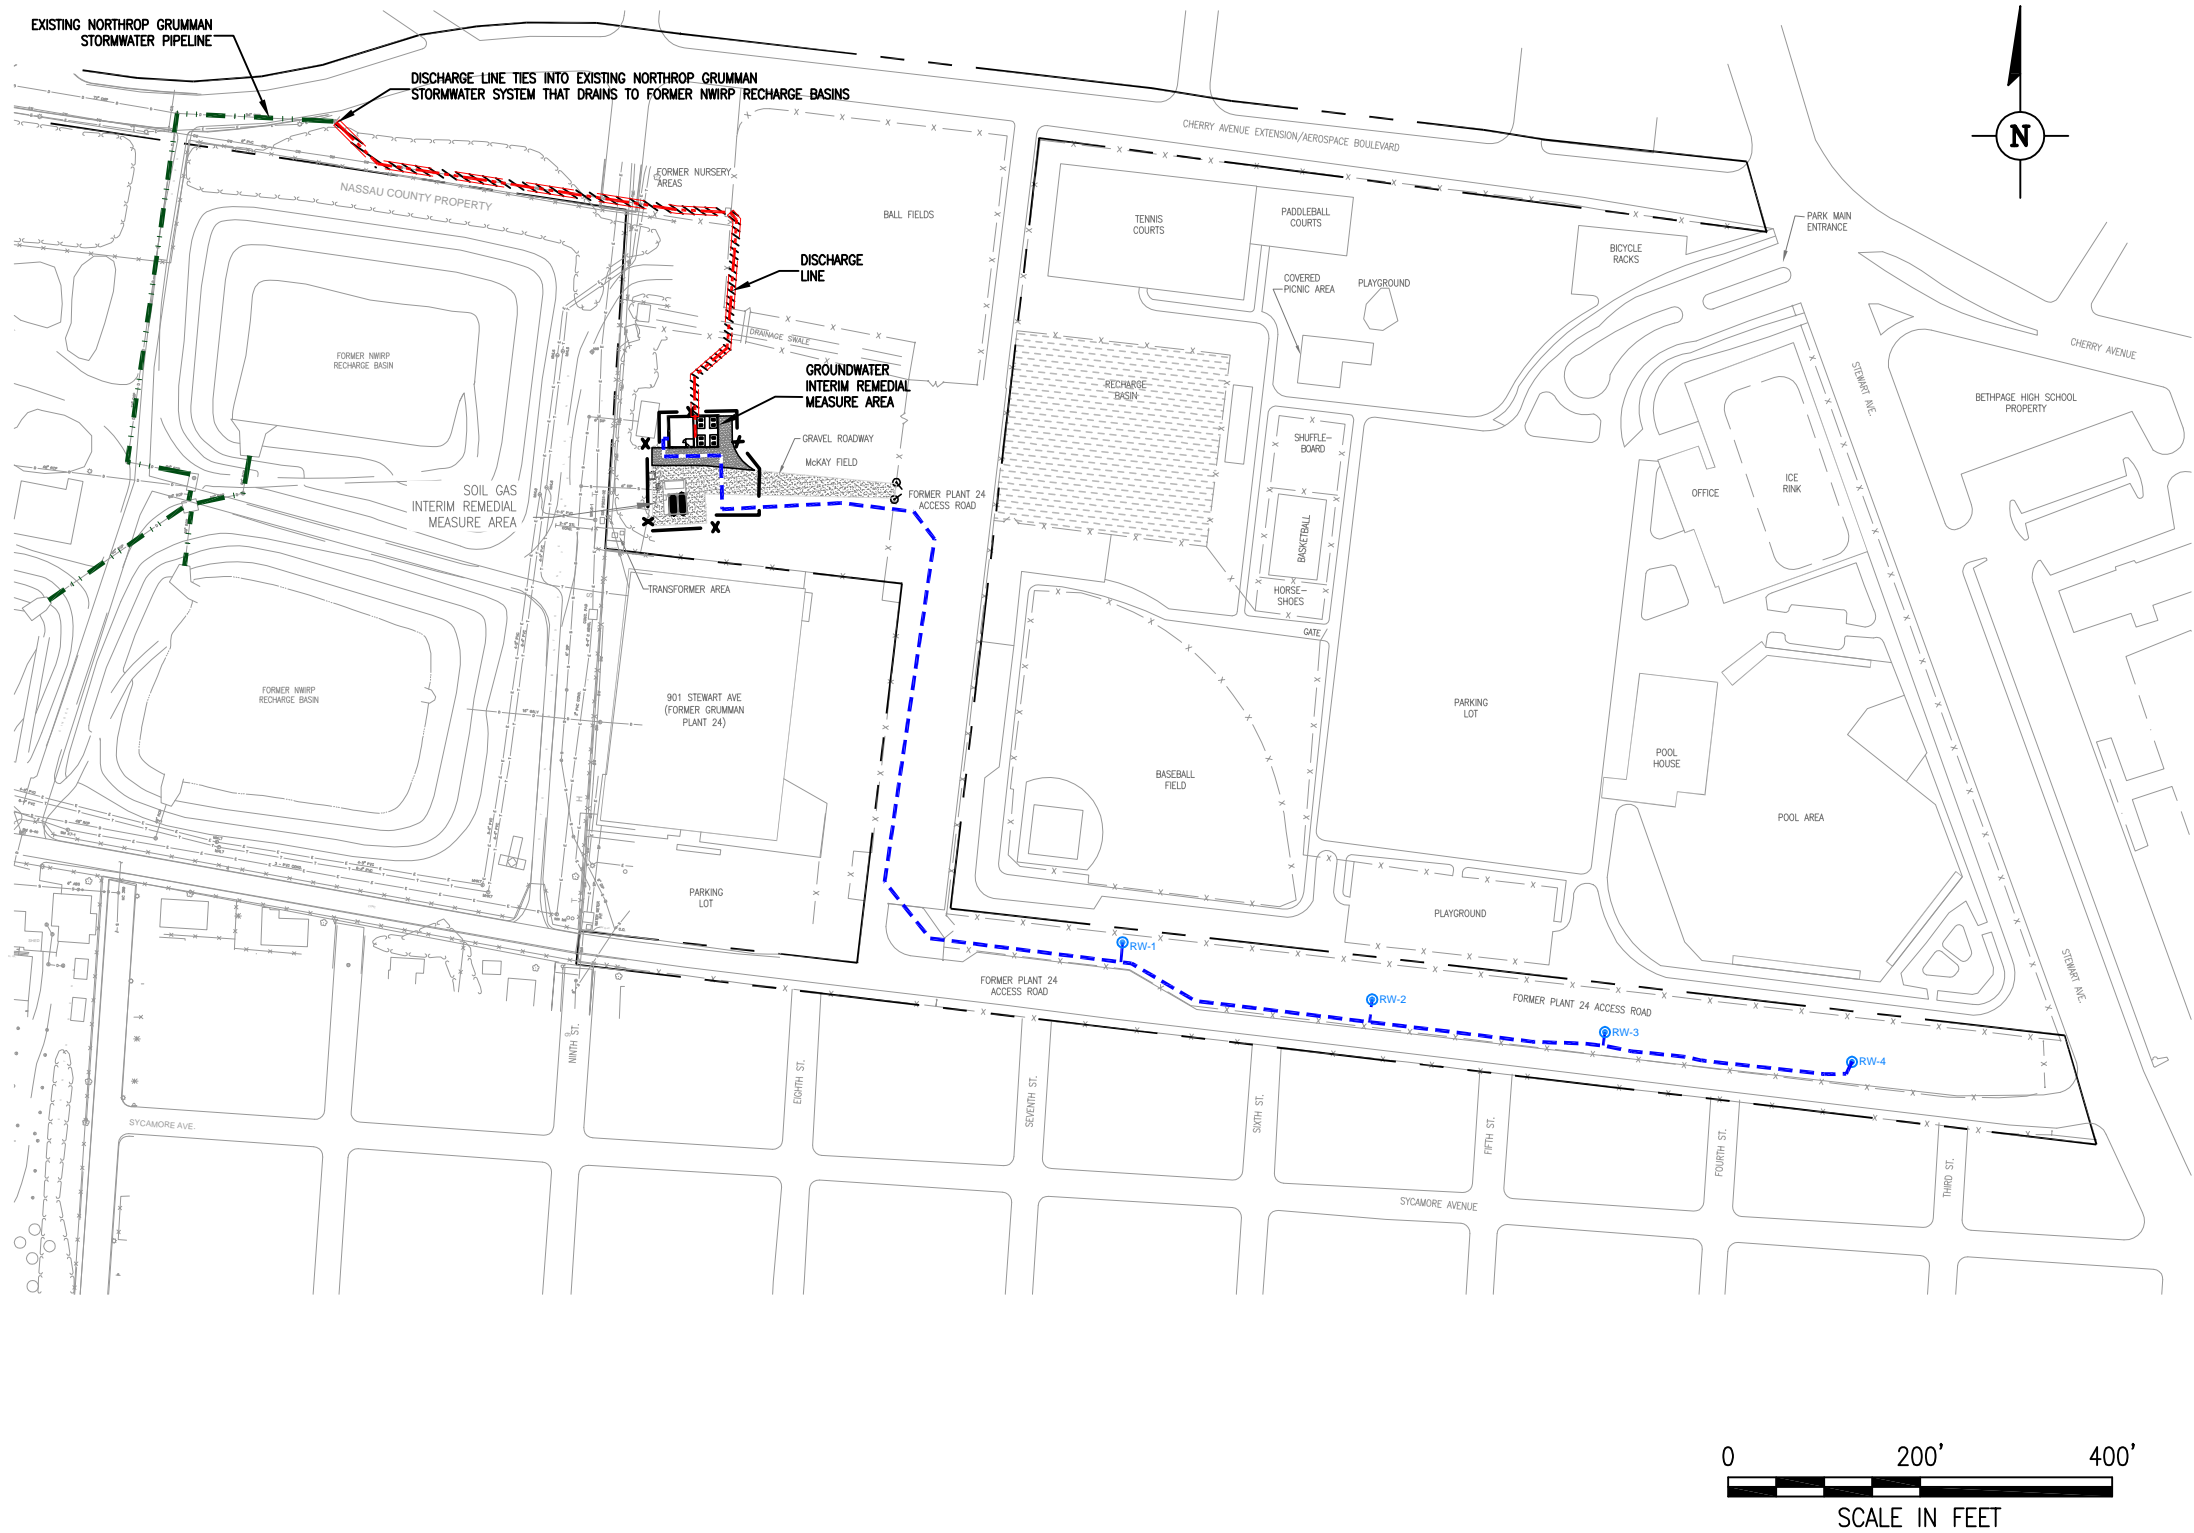 EXISTING NORTHROP GRUMMAN
STORMWATER PIPELINE
DISCHARGE LINE TIES INTO EXISTING NORTHROP GRUMMAN
STORMWATER SYSTEM THAT DRAINS TO FORMER NWIRP RECHARGE BASINS
N
CHERRY AVENUE EXTENSION/AEROSPACE BOULEVARD
NASSAU COUNTY PROPERTY
FORMER NURSERY
AREAS
BALL FIELDS
TENNIS
COURTS
PADDLEBALL
COURTS
PARK MAIN
ENTRANCE
BICYCLE
RACKS
DISCHARGE
LINE
COVERED
PICNIC AREA
PLAYGROUND
DRAINAGE SWALE
CHERRY AVENUE
FORMER NWIRP
RECHARGE BASIN
GROUNDWATER
INTERIM REMEDIAL
MEASURE AREA
RECHARGE
BASIN
STEWART AVE.
BETHPAGE HIGH SCHOOL
PROPERTY
GRAVEL ROADWAY
McKAY FIELD
SHUFFLE-
BOARD
SOIL GAS
INTERIM REMEDIAL
MEASURE AREA
FORMER PLANT 24
ACCESS ROAD
OFFICE
ICE
RINK
BASKETBALL
TRANSFORMER AREA
HORSE-
SHOES
GATE
FORMER NWIRP
RECHARGE BASIN
901 STEWART AVE
(FORMER GRUMMAN
PLANT 24)
PARKING
LOT
POOL
HOUSE
BASEBALL
FIELD
POOL AREA
PARKING
LOT
PLAYGROUND
RW-1
FORMER PLANT 24
ACCESS ROAD
RW-2
FORMER PLANT 24 ACCESS ROAD
STEWART AVE.
RW-3
RW-4
NINTH ST.
EIGHTH ST.
SEVENTH ST.
SIXTH ST.
FIFTH ST.
FOURTH ST.
THIRD ST.
SYCAMORE AVE.
SYCAMORE AVENUE
0 200' 400'
SCALE IN FEET